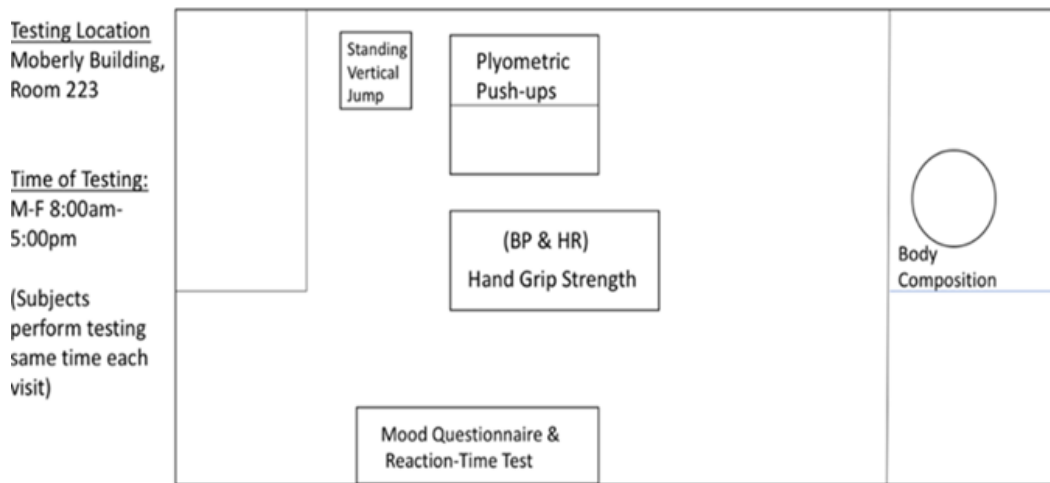 Testing Location
Moberly Building,
Room 223
Time of Testing:
M-F 8:00am-
5:00pm
(Subjects
perform testing
same time each
visit)
Standing
Vertical
Jump
Plyometric
Push-ups
(BP & HR)
Hand Grip Strength
Body
Composition
Mood Questionnaire &
Reaction-Time Test